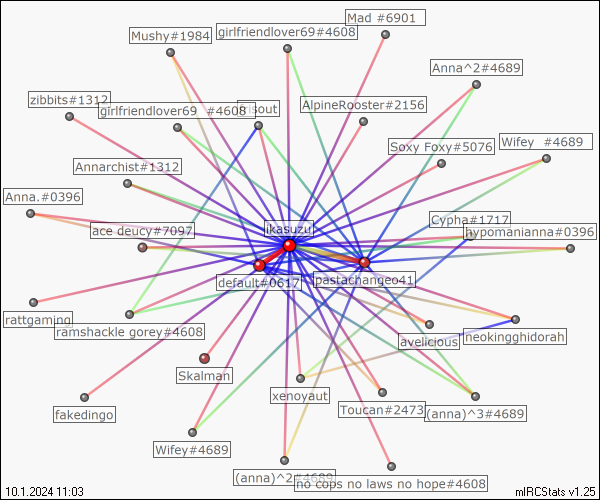 Mad #6901
Mushy#1984
girlfriendlover69#4608
Anna^2#4689
zibbits#1312
girlfriendlover69 #4608
sout
AlpineRooster#2156
Annarchist#1312
Soxy Foxy#5076
Wifey #4689
Anna.#0396
ace deucy#7097
ikasuzu
Cypha#1717
hypomanianna#0396
default#0617
pastachangeo41
rattgaming
ramshackle gorey#4608
avelicious
neokingghidorah
Skalman
xenoyaut
fakedingo
Toucan#2473
(anna)^3#4689
Wifey#4689
(anna)^2#4689
no cops no laws no hope#4608
10.1.2024 11:03
mIRCStats v1.25